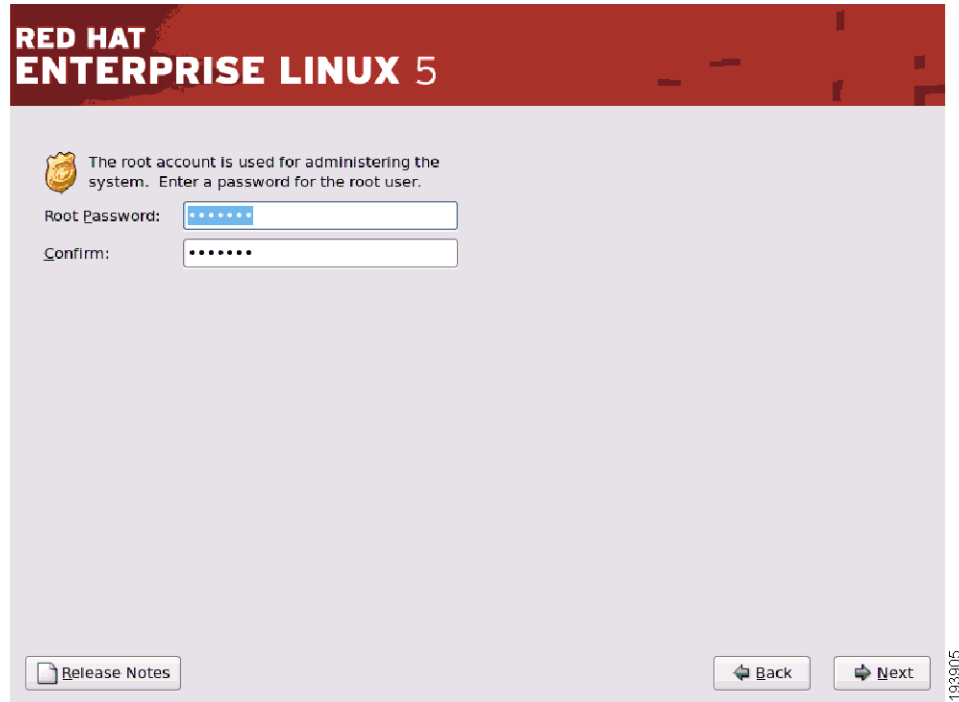 RED HAT
ENTERPRISE LINUX 5
The root account is used for administering the
system.  Enter a password for the root user.
Root Password: •••••••
Confirm: •••••••
Release Notes
Back
Next
193905